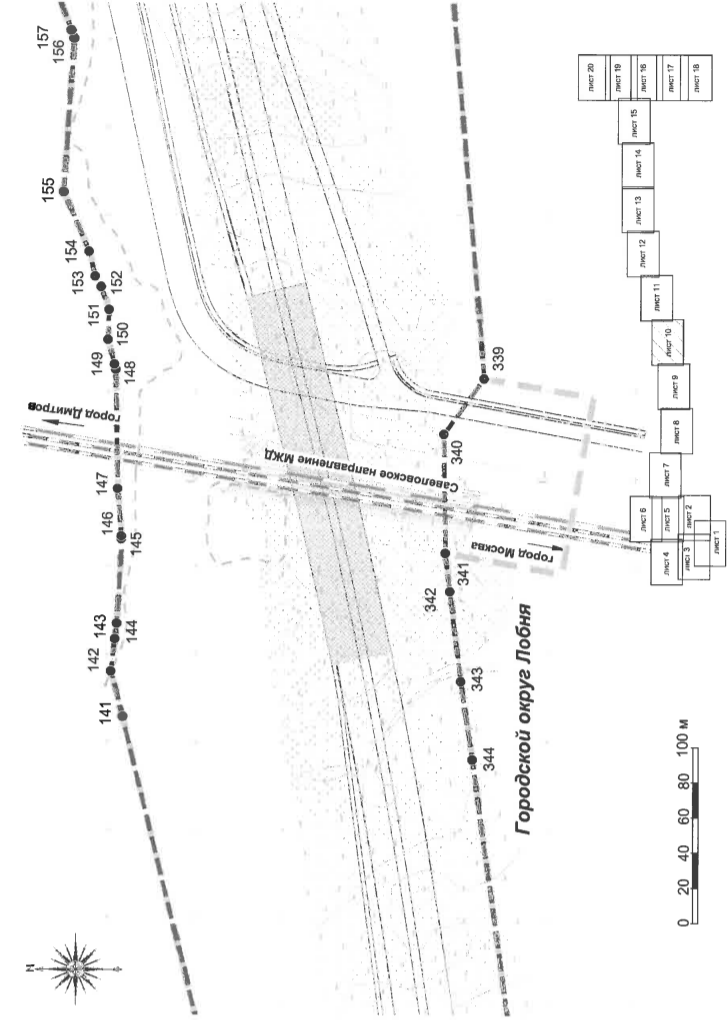 N
141
142
143
144
145
146
147
148
149
150
151
152
153
154
155
156
157
город Дмитров
Савеловское направление МЖД
город Москва
339
340
341
342
343
344
Городской округ Лобня
0 20 40 60 80 100 м
лист 1
лист 2
лист 3
лист 4
лист 5
лист 6
лист 7
лист 8
лист 9
лист 10
лист 11
лист 12
лист 13
лист 14
лист 15
лист 20
лист 19
лист 16
лист 17
лист 18